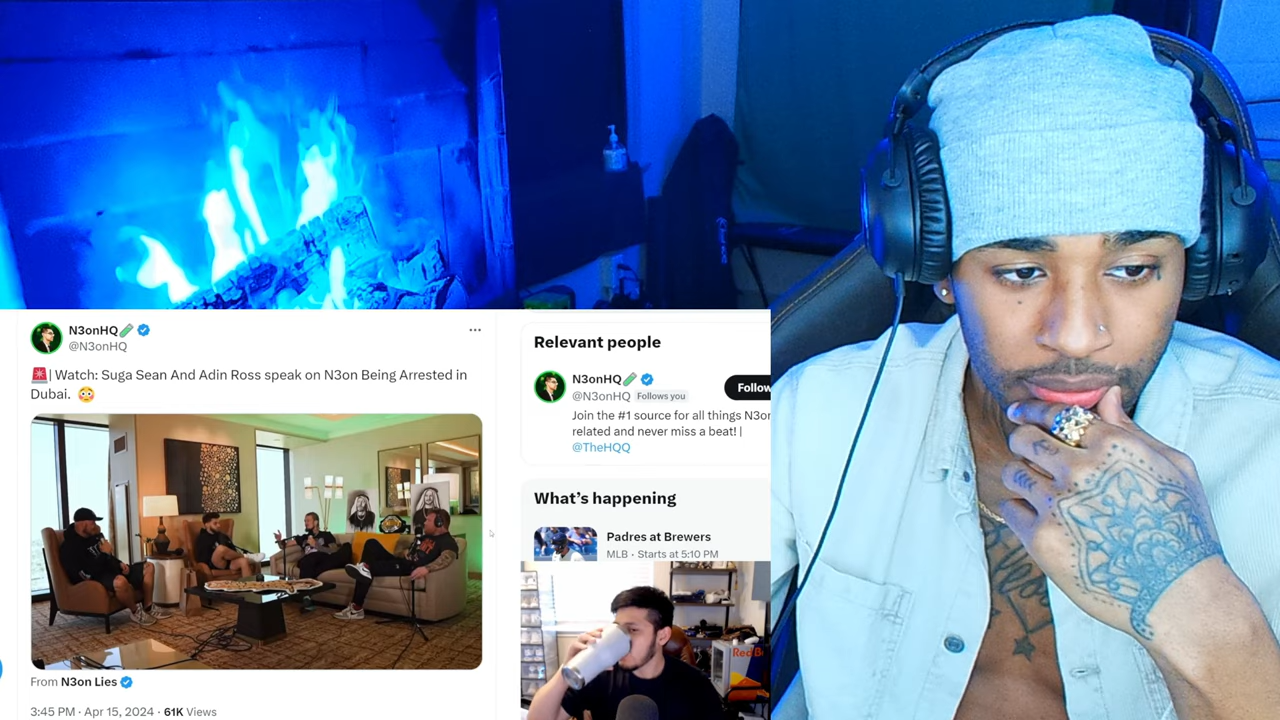 N3onHQ
@N3onHQ
🚨| Watch: Suga Sean And Adin Ross speak on N3on Being Arrested in
Dubai. 😳
From N3on Lies
3:45 PM · Apr 15, 2024 · 61K Views
Relevant people
N3onHQ
@N3onHQ Follows you
Follow
Join the #1 source for all things N3on
related and never miss a beat! |
@TheHQQ
What's happening
Padres at Brewers
MLB · Starts at 5:10 PM